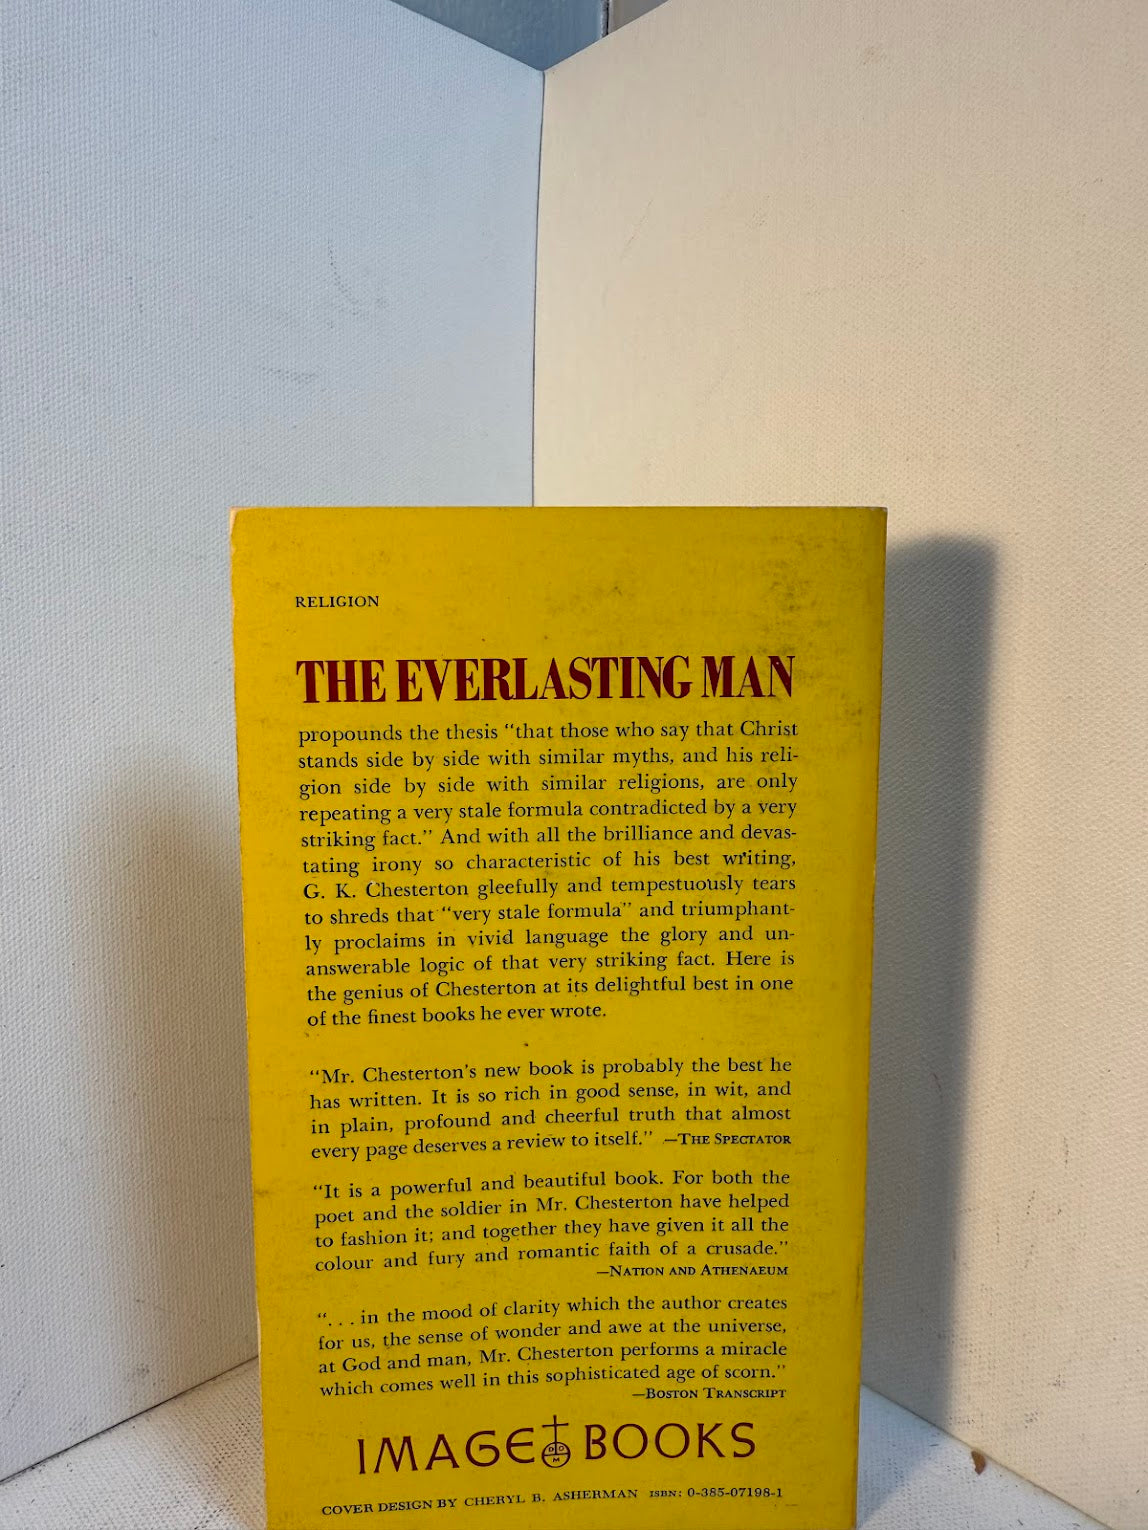 RELIGION
THE EVERLASTING MAN
propounds the thesis “that those who say that Christ
stands side by side with similar myths, and his reli-
gion side by side with similar religions, are only
repeating a very stale formula contradicted by a very
striking fact.” And with all the brilliance and devas-
tating irony so characteristic of his best writing,
G. K. Chesterton gleefully and tempestuously tears
to shreds that “very stale formula” and triumphant-
ly proclaims in vivid language the glory and un-
answerable logic of that very striking fact. Here is
the genius of Chesterton at its delightful best in one
of the finest books he ever wrote.
“Mr. Chesterton’s new book is probably the best he
has written. It is so rich in good sense, in wit, and
in plain, profound and cheerful truth that almost
every page deserves a review to itself.” —THE SPECTATOR
“It is a powerful and beautiful book. For both the
poet and the soldier in Mr. Chesterton have helped
to fashion it; and together they have given it all the
colour and fury and romantic faith of a crusade.”
—NATION AND ATHENAEUM
“. . . in the mood of clarity which the author creates
for us, the sense of wonder and awe at the universe,
at God and man, Mr. Chesterton performs a miracle
which comes well in this sophisticated age of scorn.”
—BOSTON TRANSCRIPT
IMAGE DDM BOOKS
COVER DESIGN BY CHERYL B. ASHERMAN ISBN: 0-385-07198-1